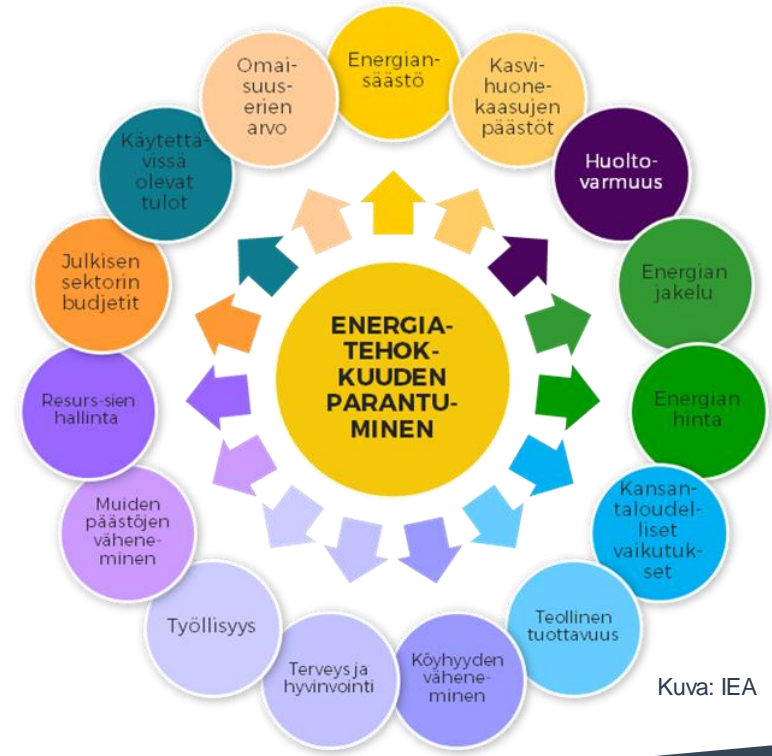 Energian-
säästö
Kasvi-
huone-
kaasujen
päästöt
Huolto-
varmuus
Energian
jakelu
Energian
hinta
Kansan-
taloudel-
liset
vaikutuk-
set
Teollinen
tuottavuus
Köyhyyden
vähene-
minen
Terveys ja
hyvinvointi
Työllisyys
Muiden
päästöjen
vähene-
minen
Resurs-sien
hallinta
Julkisen
sektorin
budjetit
Käytettä-
vissä
olevat
tulot
Omai-
suus-
erien
arvo
ENERGIA-
TEHOK-
KUUDEN
PARANTU-
MINEN
Kuva: IEA